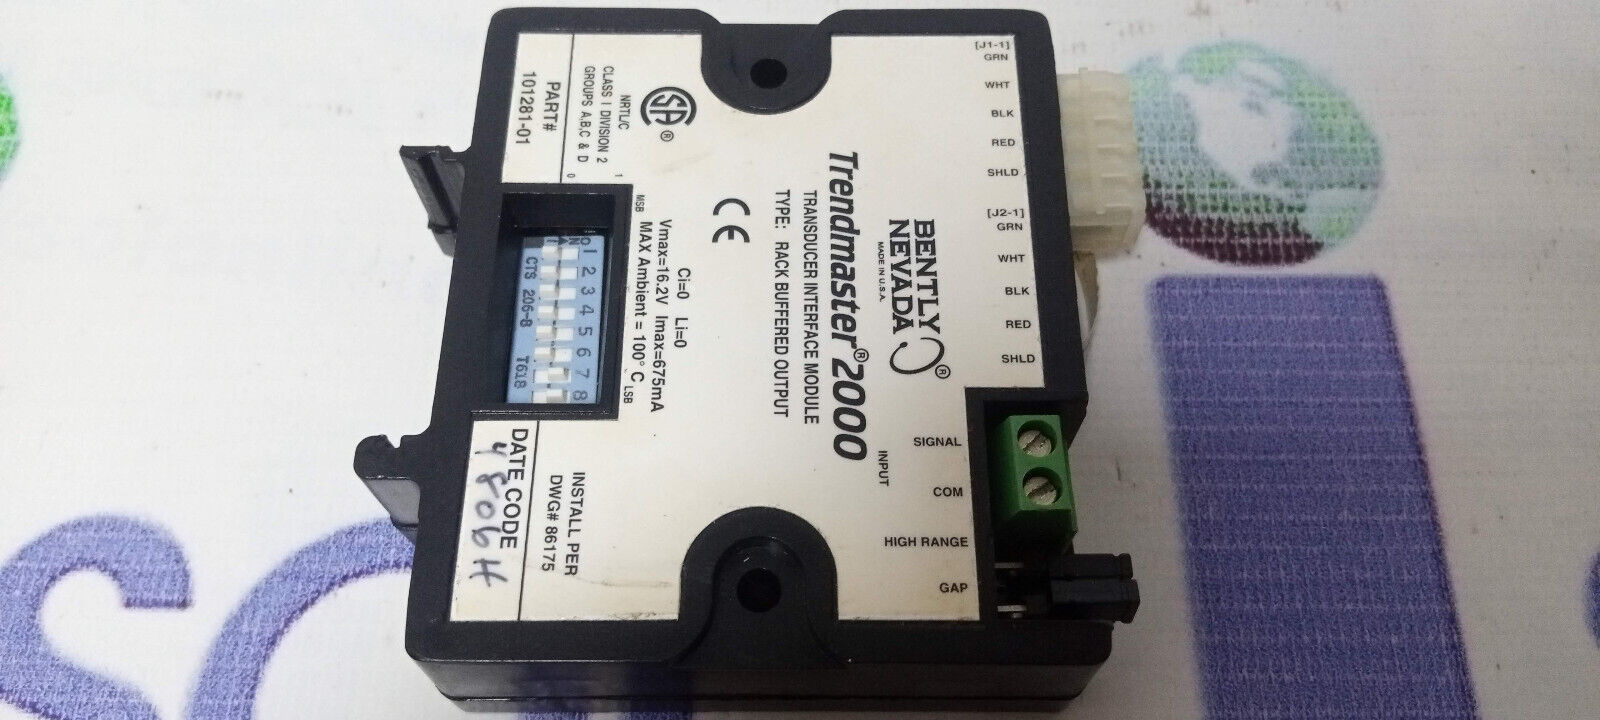 [J1-1]
GRN
WHT
BLK
RED
SHLD
[J2-1]
GRN
WHT
BLK
RED
SHLD
BENTLY
NEVADA ®
MADE IN U.S.A.
Trendmaster® 2000
TRANSDUCER INTERFACE MODULE
TYPE: RACK BUFFERED OUTPUT
CE
SA ®
NRTL/C
CLASS I DIVISION 2
GROUPS A,B,C & D
PART#
101281-01
Ci=0 Li=0
Vmax=16.2V Imax=675mA
MAX Ambient = 100° C
MSB
LSB
1
0
1 2 3 4 5 6 7 8
CTS 206-8 T618
INPUT
SIGNAL
COM
HIGH RANGE
GAP
INSTALL PER
DWG# 86175
DATE CODE